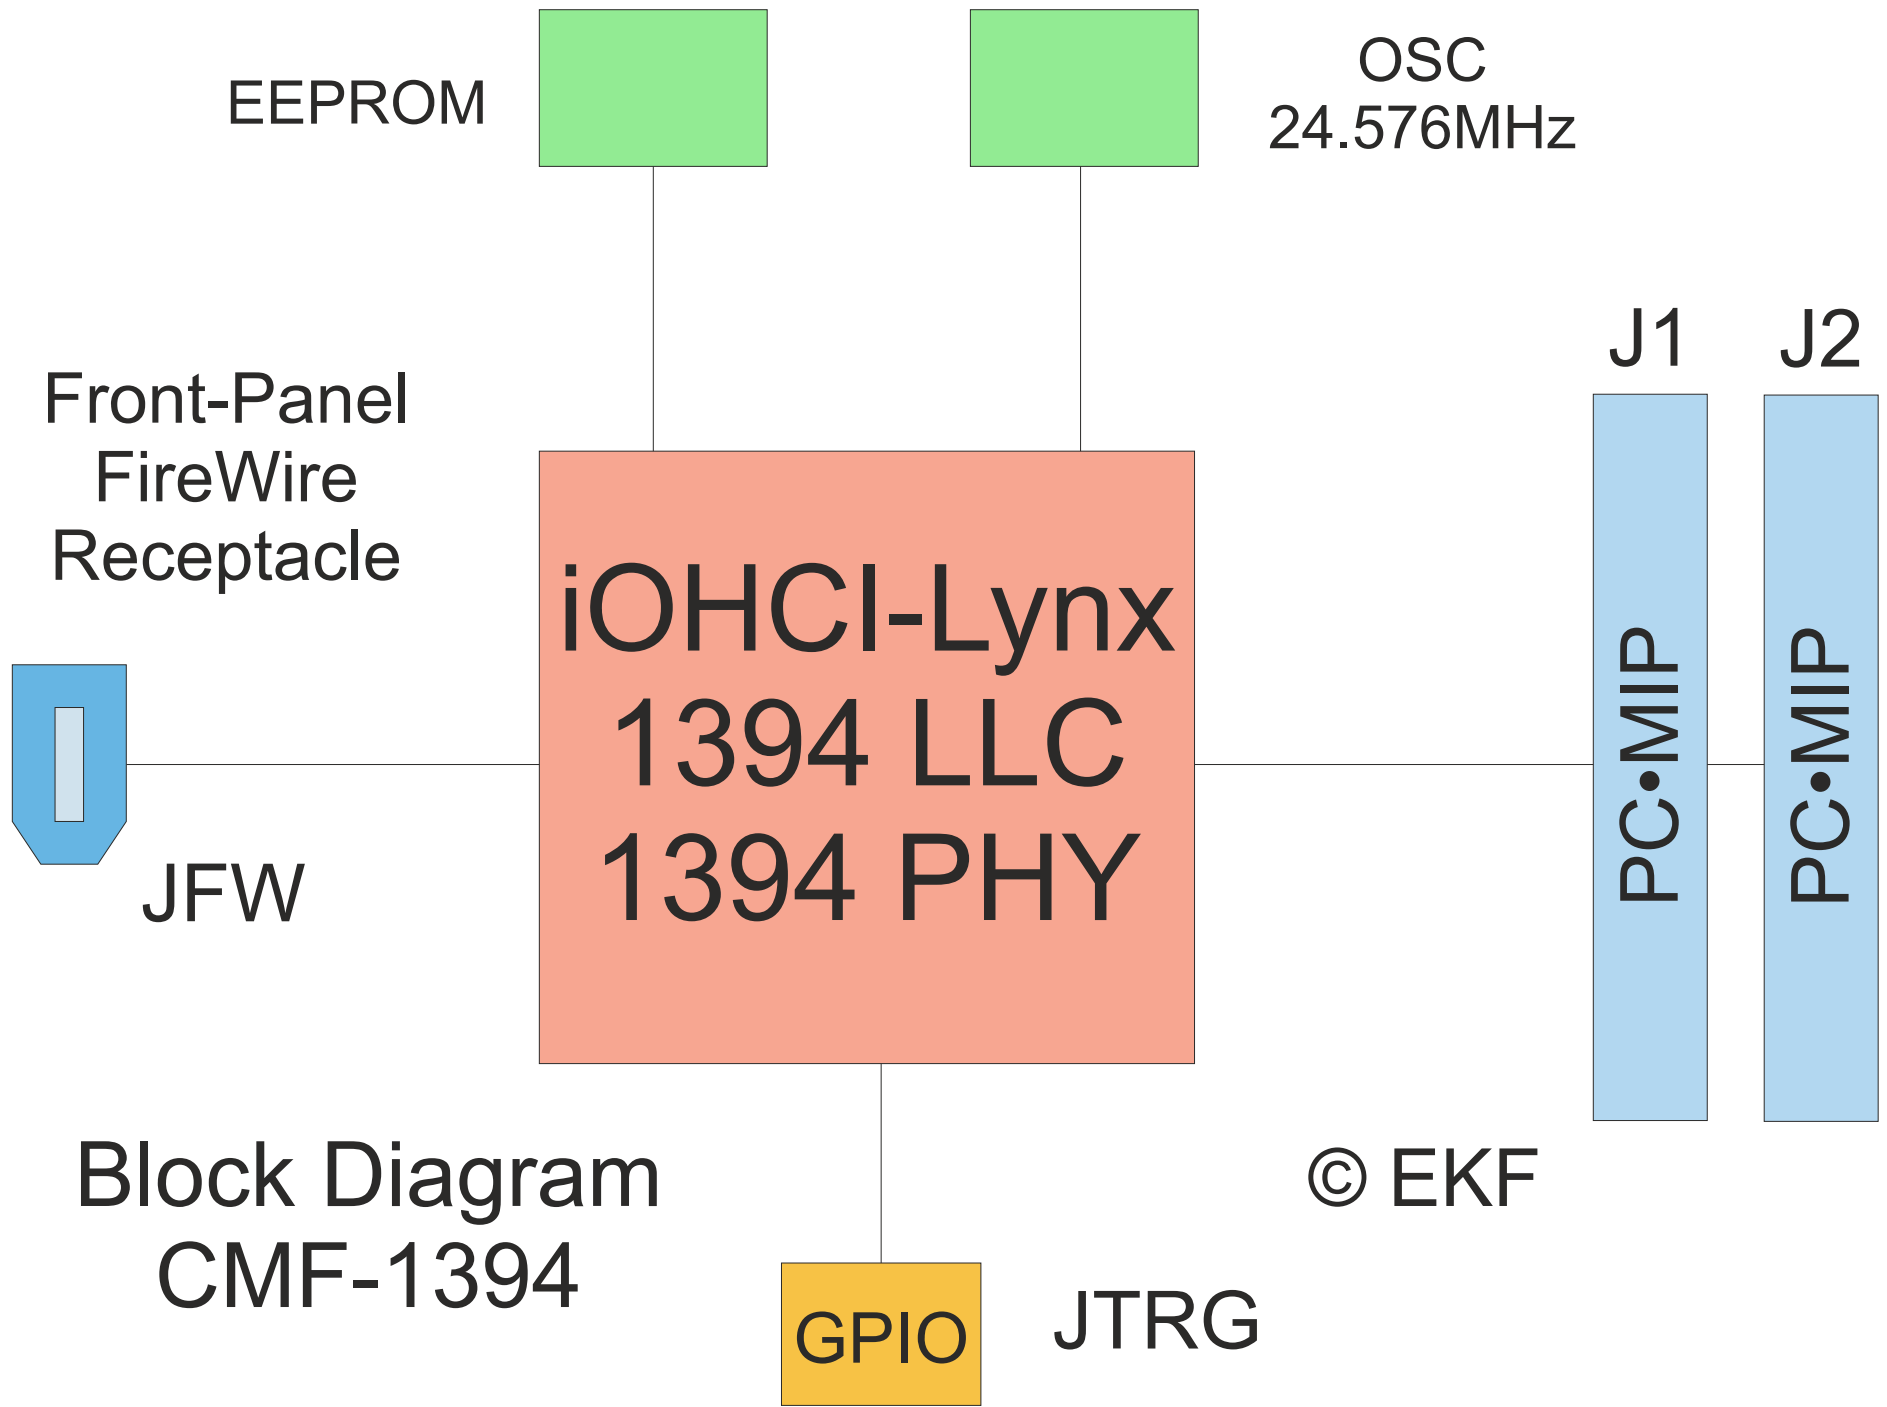 EEPROM
OSC
24.576MHz
J1
J2
Front-Panel
FireWire
Receptacle
iOHCI-Lynx
1394 LLC
1394 PHY
PC•MIP
PC•MIP
JFW
Block Diagram
CMF-1394
© EKF
GPIO
JTRG